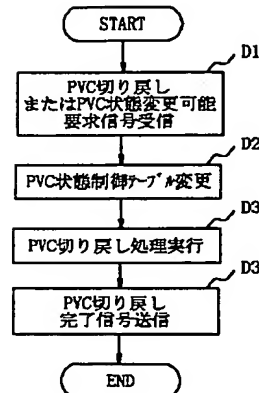 START
D1
PVC切り戻し
またはPVC状態変更可能
要求信号受信
D2
PVC状態制御テーブル変更
D3
PVC切り戻し処理実行
D3
PVC切り戻し
完了信号送信
END